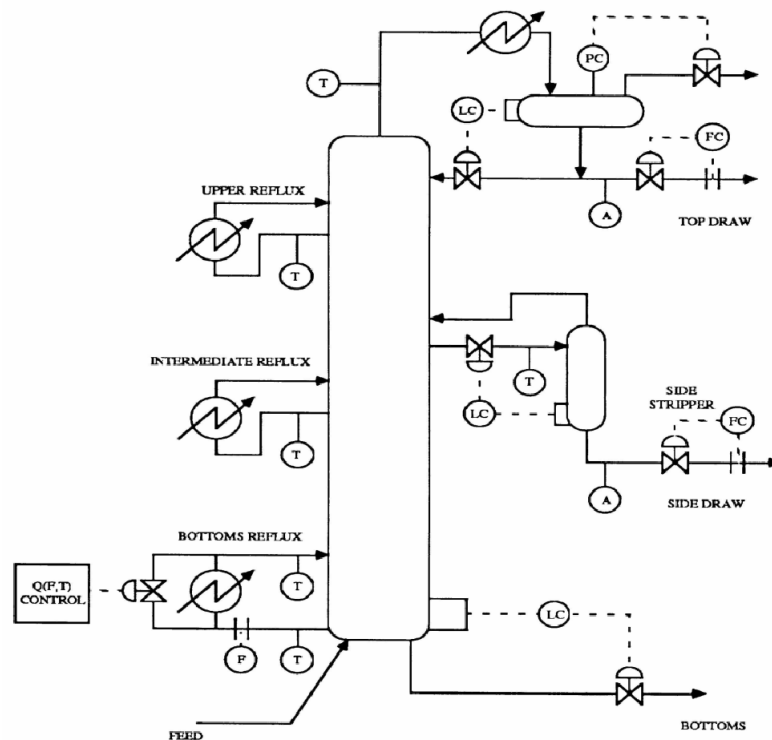 PC
T
LC
FC
UPPER REFLUX
A
TOP DRAW
T
INTERMEDIATE REFLUX
T
LC
SIDE
STRIPPER
FC
T
A
SIDE DRAW
BOTTOMS REFLUX
T
Q(F,T)
CONTROL
LC
F
T
BOTTOMS
FEED